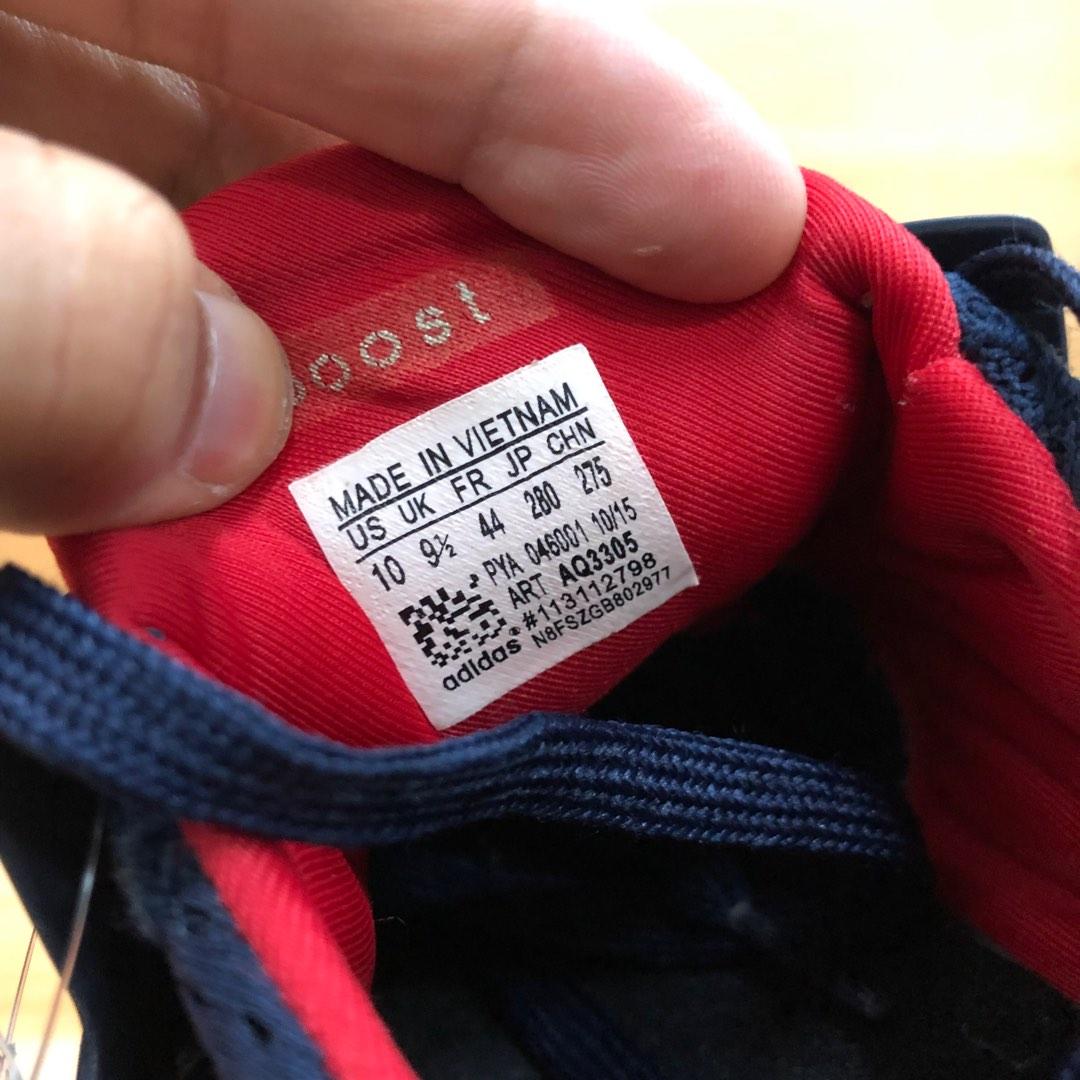 boost
MADE IN VIETNAM
US UK FR JP CHN
10 9½ 44 280 275
PYA 046001 10/15
ART AQ3305
#113112798
adidas® N8FSZGB802977